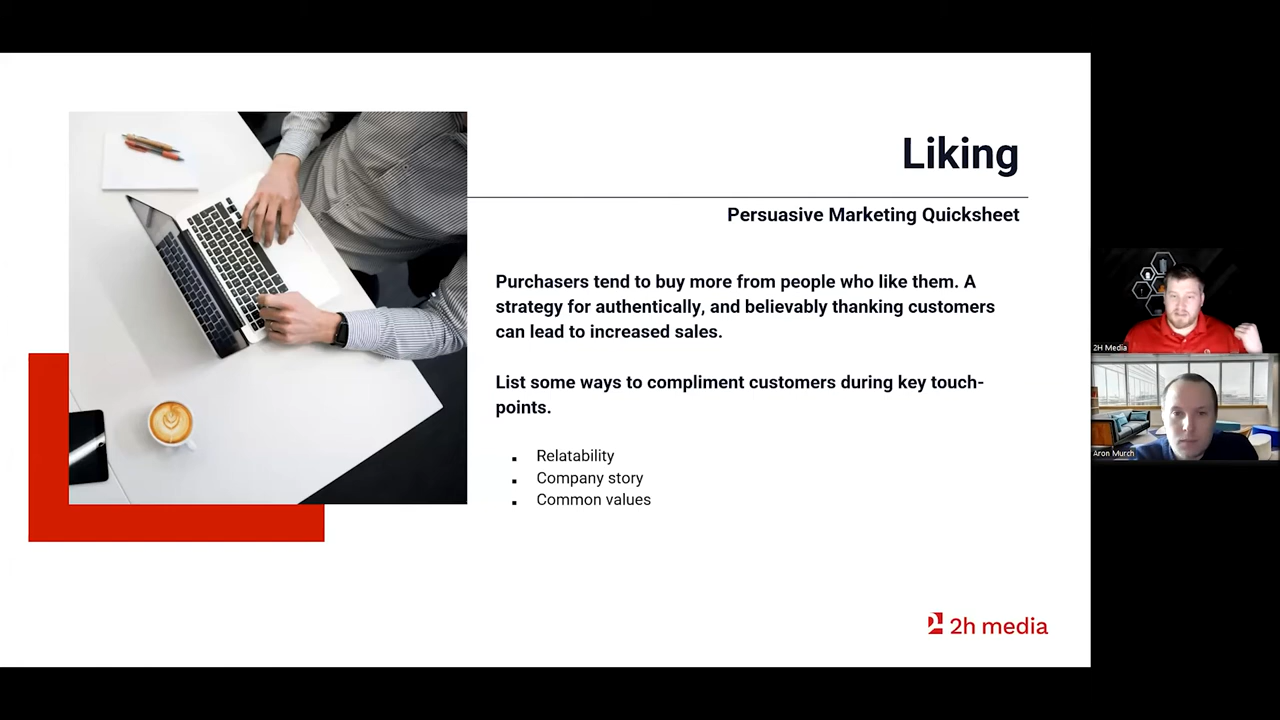 Liking
Persuasive Marketing Quicksheet
Purchasers tend to buy more from people who like them. A
strategy for authentically, and believably thanking customers
can lead to increased sales.
List some ways to compliment customers during key touch-
points.
Relatability
Company story
Common values
2h media
2H Media
Aron Murch